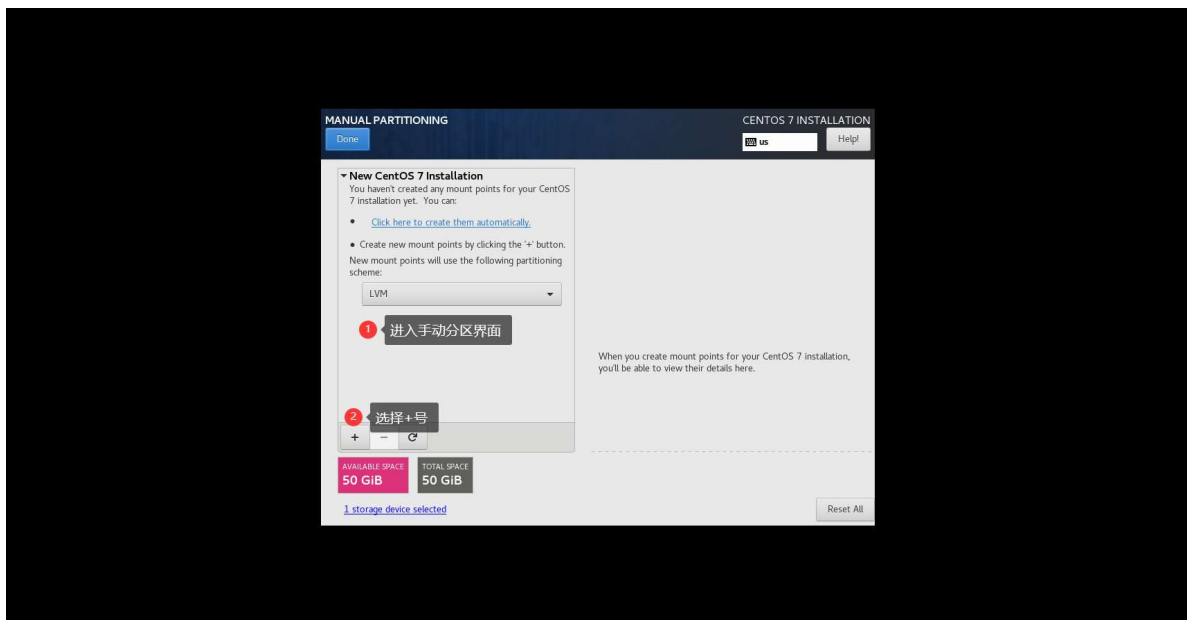 MANUAL PARTITIONING
CENTOS 7 INSTALLATION
Done
us
Help!
New CentOS 7 Installation
You haven't created any mount points for your CentOS
7 installation yet. You can:
• Click here to create them automatically.
• Create new mount points by clicking the '+' button.
New mount points will use the following partitioning
scheme:
LVM
1 进入手动分区界面
When you create mount points for your CentOS 7 installation,
you'll be able to view their details here.
2 选择+号
+ −
AVAILABLE SPACE
50 GiB
TOTAL SPACE
50 GiB
1 storage device selected
Reset All